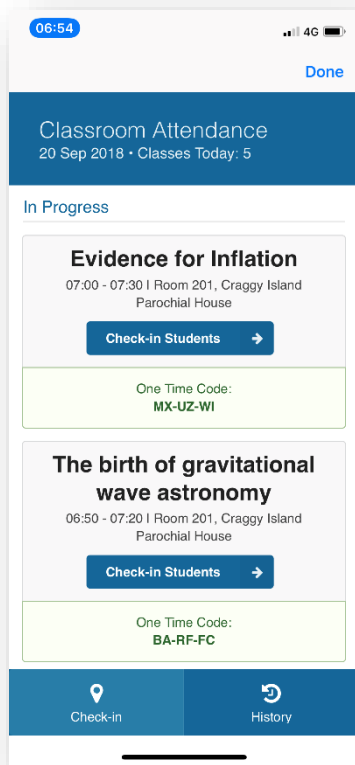 06:54
4G
Done
Classroom Attendance
20 Sep 2018 • Classes Today: 5
In Progress
Evidence for Inflation
07:00 - 07:30 | Room 201, Craggy Island
Parochial House
Check-in Students
One Time Code:
MX-UZ-WI
The birth of gravitational
wave astronomy
06:50 - 07:20 | Room 201, Craggy Island
Parochial House
Check-in Students
One Time Code:
BA-RF-FC
Check-in
History